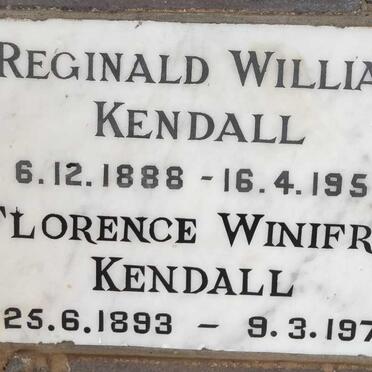 REGINALD WILLIA
KENDALL
6.12.1888 - 16.4.195
FLORENCE WINIFR
KENDALL
25.6.1893 - 9.3.197